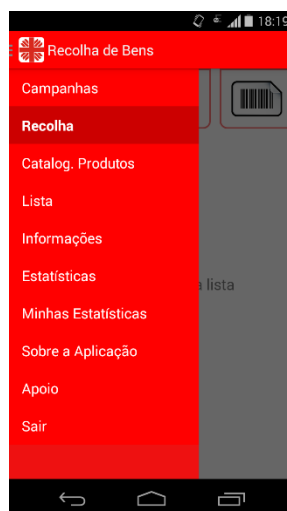 18:19
Recolha de Bens
Campanhas
Recolha
Catalog. Produtos
Lista
a lista
Informações
Estatísticas
Minhas Estatísticas
Sobre a Aplicação
Apoio
Sair